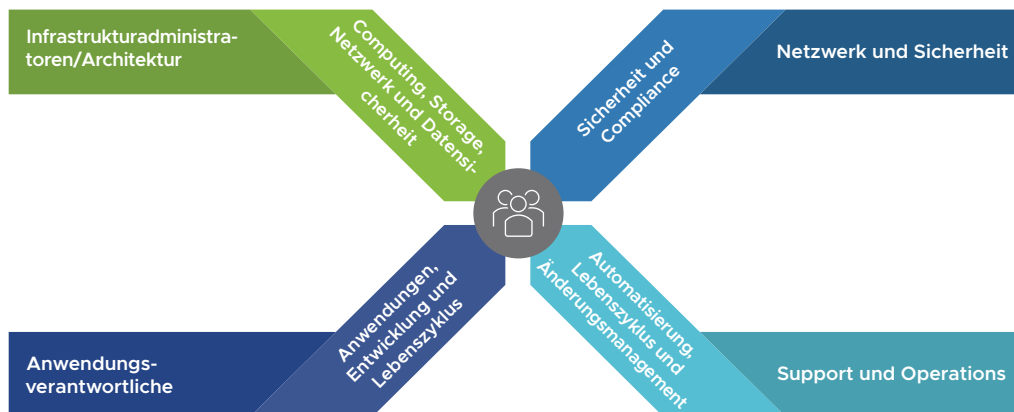 Infrastrukturadministra-
toren/Architektur
Computing, Storage,
Netzwerk und Datensi-
cherheit
Sicherheit und
Compliance
Netzwerk und Sicherheit
Anwendungs-
verantwortliche
Anwendungen,
Entwicklung und
Lebenszyklus
Automatisierung,
Lebenszyklus und
Änderungsmanagement
Support und Operations